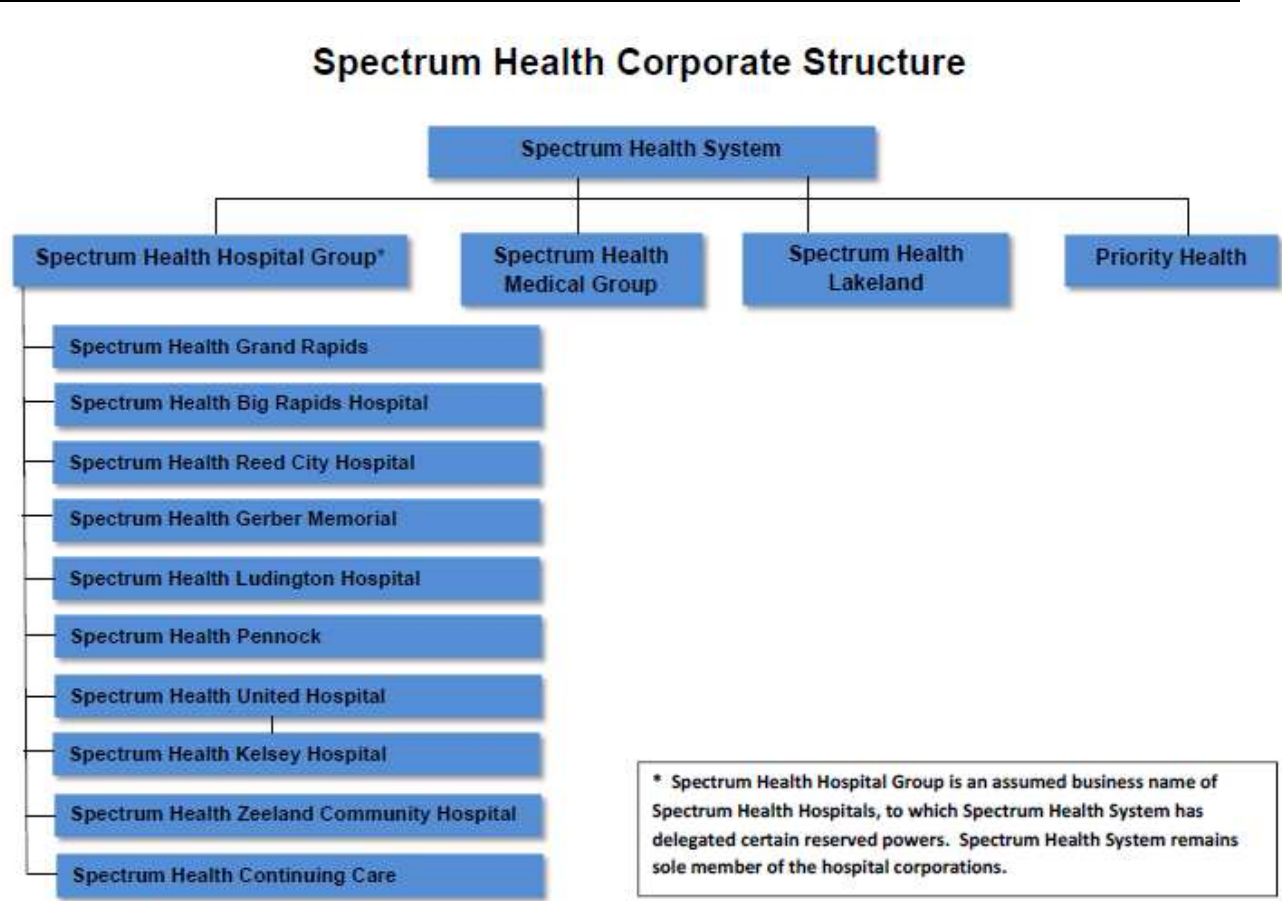 Spectrum Health Corporate Structure
Spectrum Health System
Spectrum Health Hospital Group*
Spectrum Health
Medical Group
Spectrum Health
Lakeland
Priority Health
Spectrum Health Grand Rapids
Spectrum Health Big Rapids Hospital
Spectrum Health Reed City Hospital
Spectrum Health Gerber Memorial
Spectrum Health Ludington Hospital
Spectrum Health Pennock
Spectrum Health United Hospital
Spectrum Health Kelsey Hospital
Spectrum Health Zeeland Community Hospital
Spectrum Health Continuing Care
* Spectrum Health Hospital Group is an assumed business name of
Spectrum Health Hospitals, to which Spectrum Health System has
delegated certain reserved powers. Spectrum Health System remains
sole member of the hospital corporations.